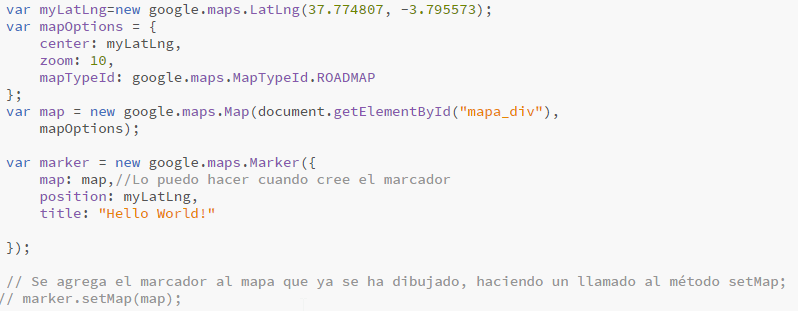 var myLatLng=new google.maps.LatLng(37.774807, -3.795573);
var mapOptions = {
    center: myLatLng,
    zoom: 10,
    mapTypeId: google.maps.MapTypeId.ROADMAP
};
var map = new google.maps.Map(document.getElementById("mapa_div"),
    mapOptions);

var marker = new google.maps.Marker({
    map: map,//Lo puedo hacer cuando cree el marcador
    position: myLatLng,
    title: "Hello World!"

});

// Se agrega el marcador al mapa que ya se ha dibujado, haciendo un llamado al método setMap;
// marker.setMap(map);